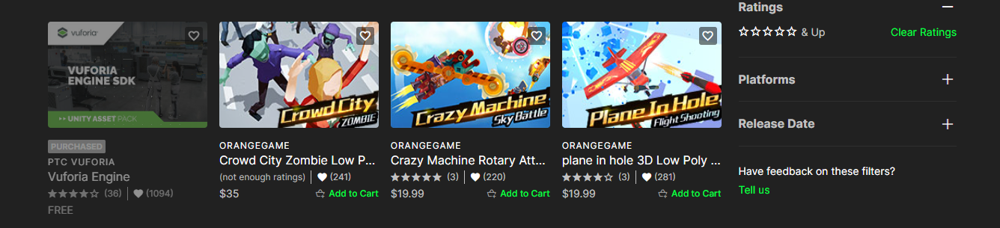 vuforia
VUFORIA
ENGINE SDK
UNITY ASSET PACK
PURCHASED
PTC VUFORIA
Vuforia Engine
(36) (1094)
FREE
CrowdCity
ZOMBIE
ORANGEGAME
Crowd City Zombie Low P...
(not enough ratings) (241)
$35 Add to Cart
Crazy Machine
Sky Battle
ORANGEGAME
Crazy Machine Rotary Att...
(3) (220)
$19.99 Add to Cart
Plane In Hole
Flight Shooting
ORANGEGAME
plane in hole 3D Low Poly ...
(3) (281)
$19.99 Add to Cart
Ratings
& Up Clear Ratings
Platforms
Release Date
Have feedback on these filters?
Tell us